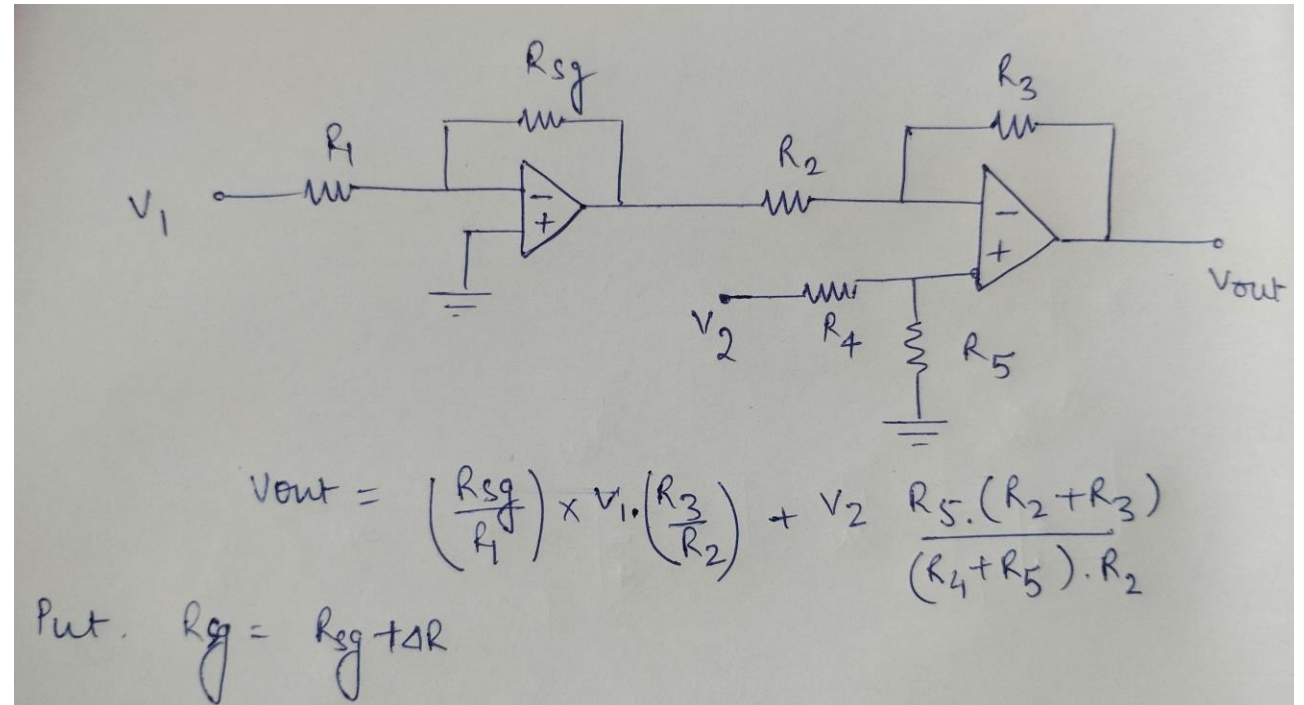 Rsg
R3
R1
R2
V1
−
+
−
+
Vout
V2
R4
R5
Vout = (Rsg/R1) × V1.(R3/R2) + V2 R5.(R2+R3)/(R4+R5).R2
Put. Rsg = Rsg+ΔR